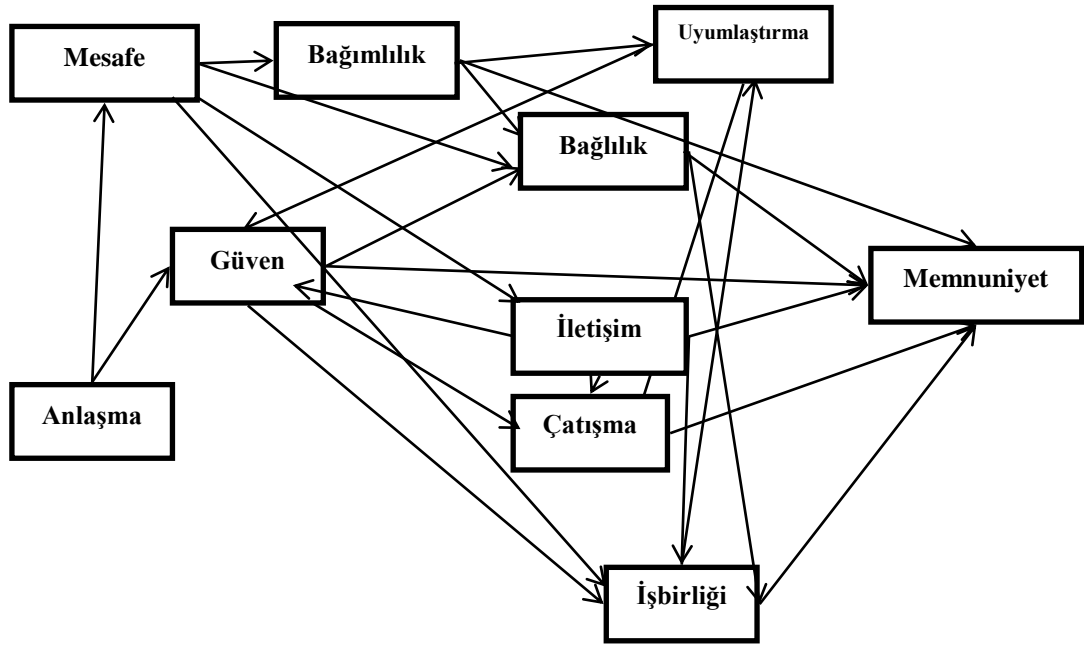 Mesafe
Bağımlılık
Uyumlaştırma
Bağlılık
Güven
Memnuniyet
İletişim
Anlaşma
Çatışma
İşbirliği